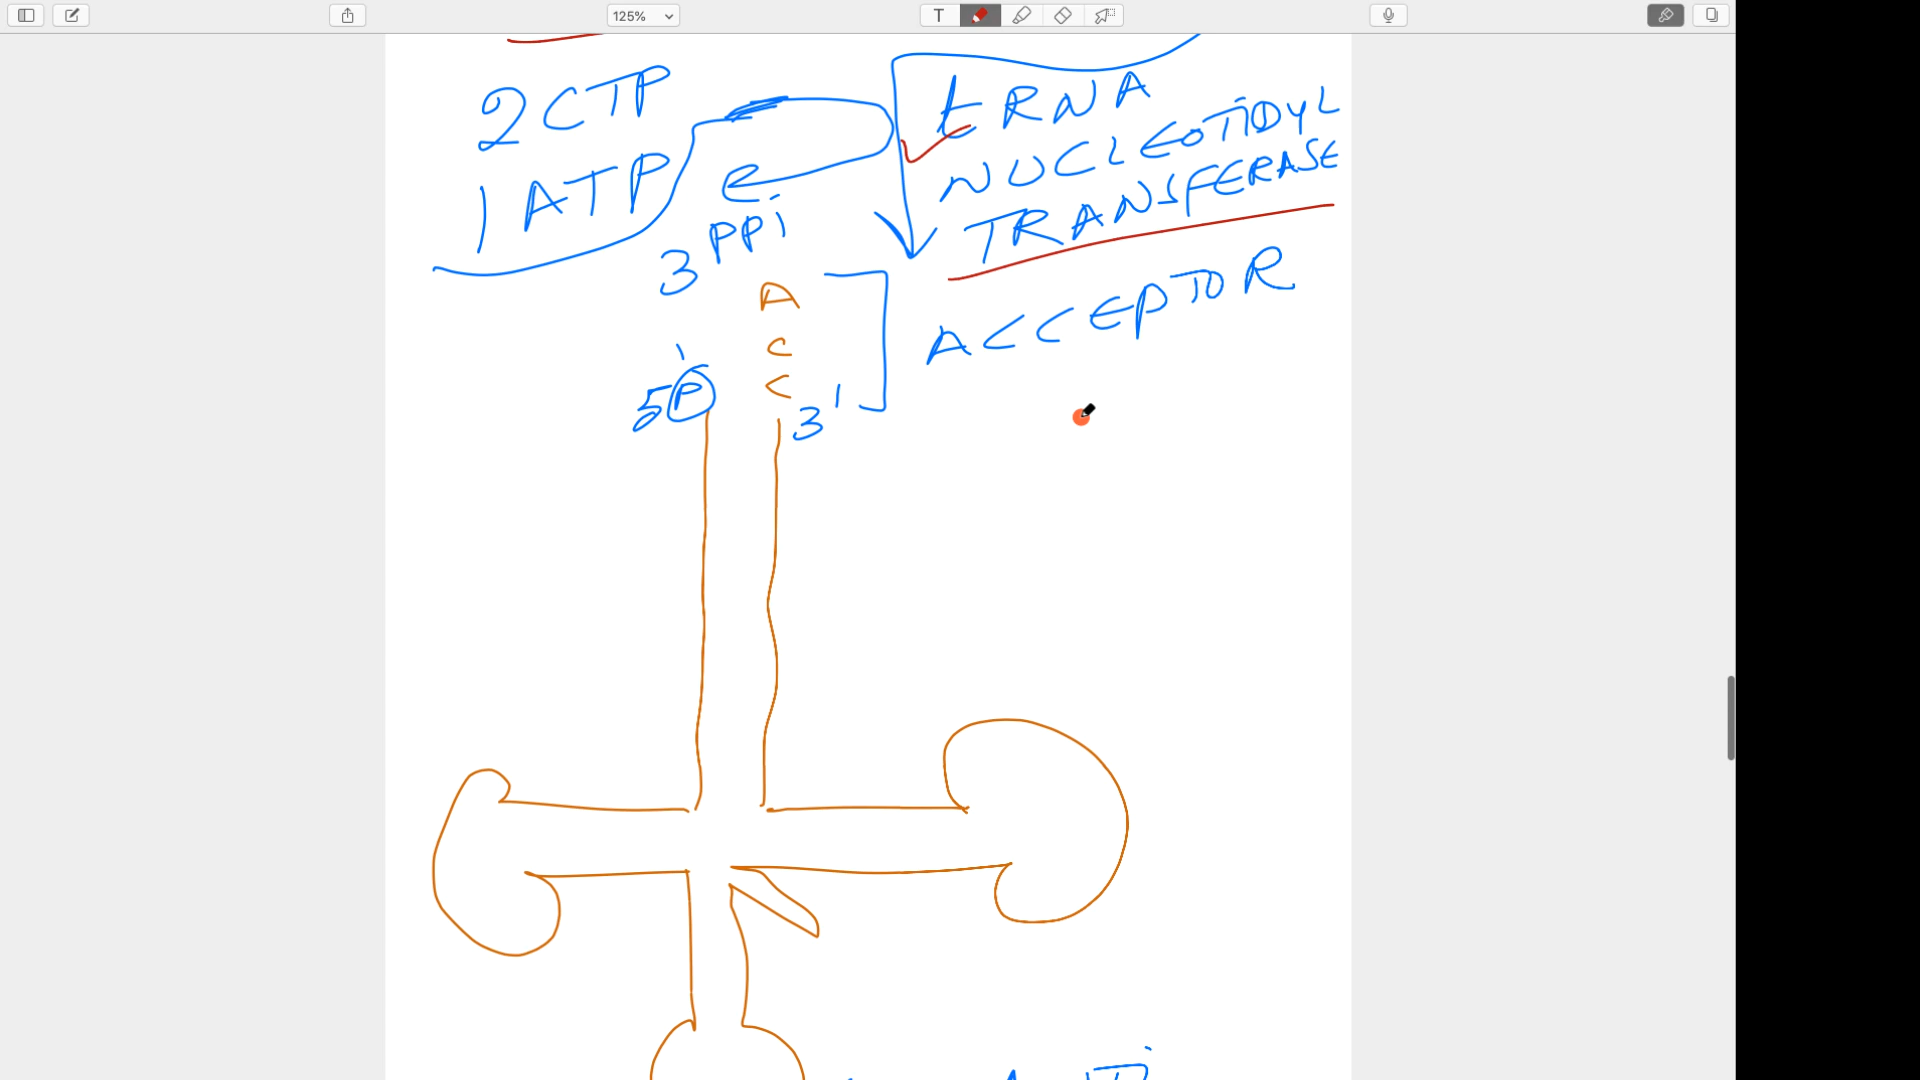 125%
T
2 CTP
1 ATP
e
3 PPi
tRNA
NUCLEOTIDYL
TRANSFERASE
A
C
C
ACCEPTOR
5' P
3'